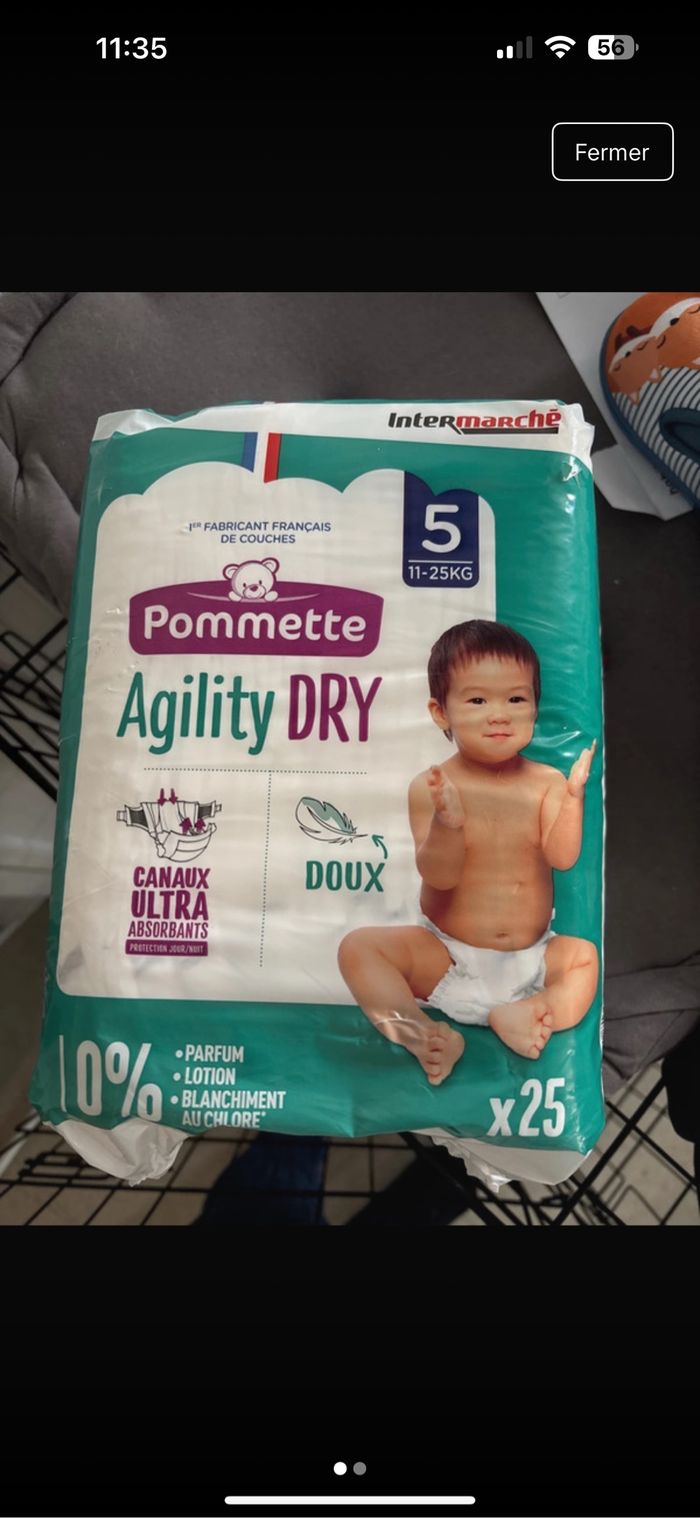 11:35
56
Fermer
Intermarchē
1ER FABRICANT FRANÇAIS
DE COUCHES
5
11-25KG
Pommette
Agility DRY
CANAUX
ULTRA
ABSORBANTS
PROTECTION JOUR/NUIT
DOUX
0%
• PARFUM
• LOTION
• BLANCHIMENT
AU CHLORE*
x25